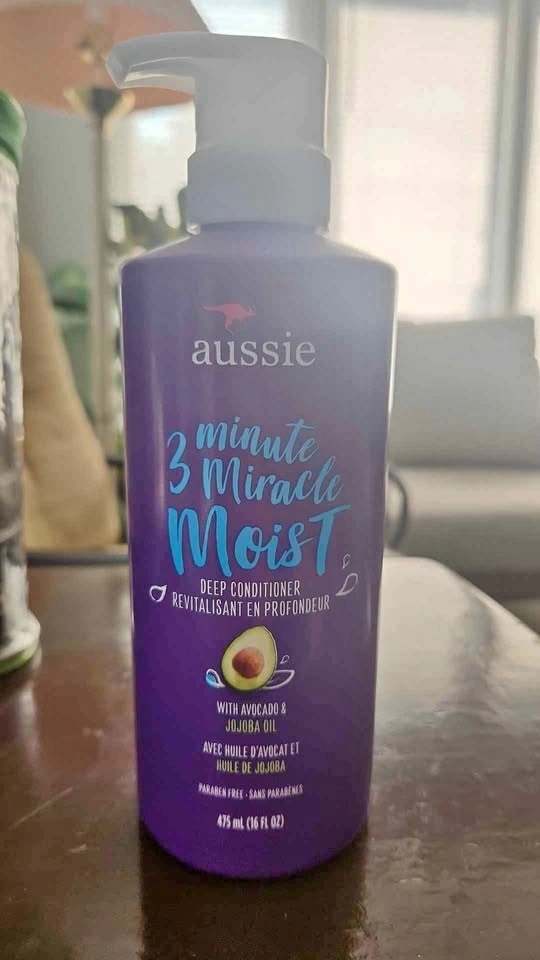 aussie
3 minute
Miracle
Moist
DEEP CONDITIONER
REVITALISANT EN PROFONDEUR
WITH AVOCADO &
JOJOBA OIL
AVEC HUILE D'AVOCAT ET
HUILE DE JOJOBA
PARABEN FREE · SANS PARABÈNES
475 mL (16 FL OZ)